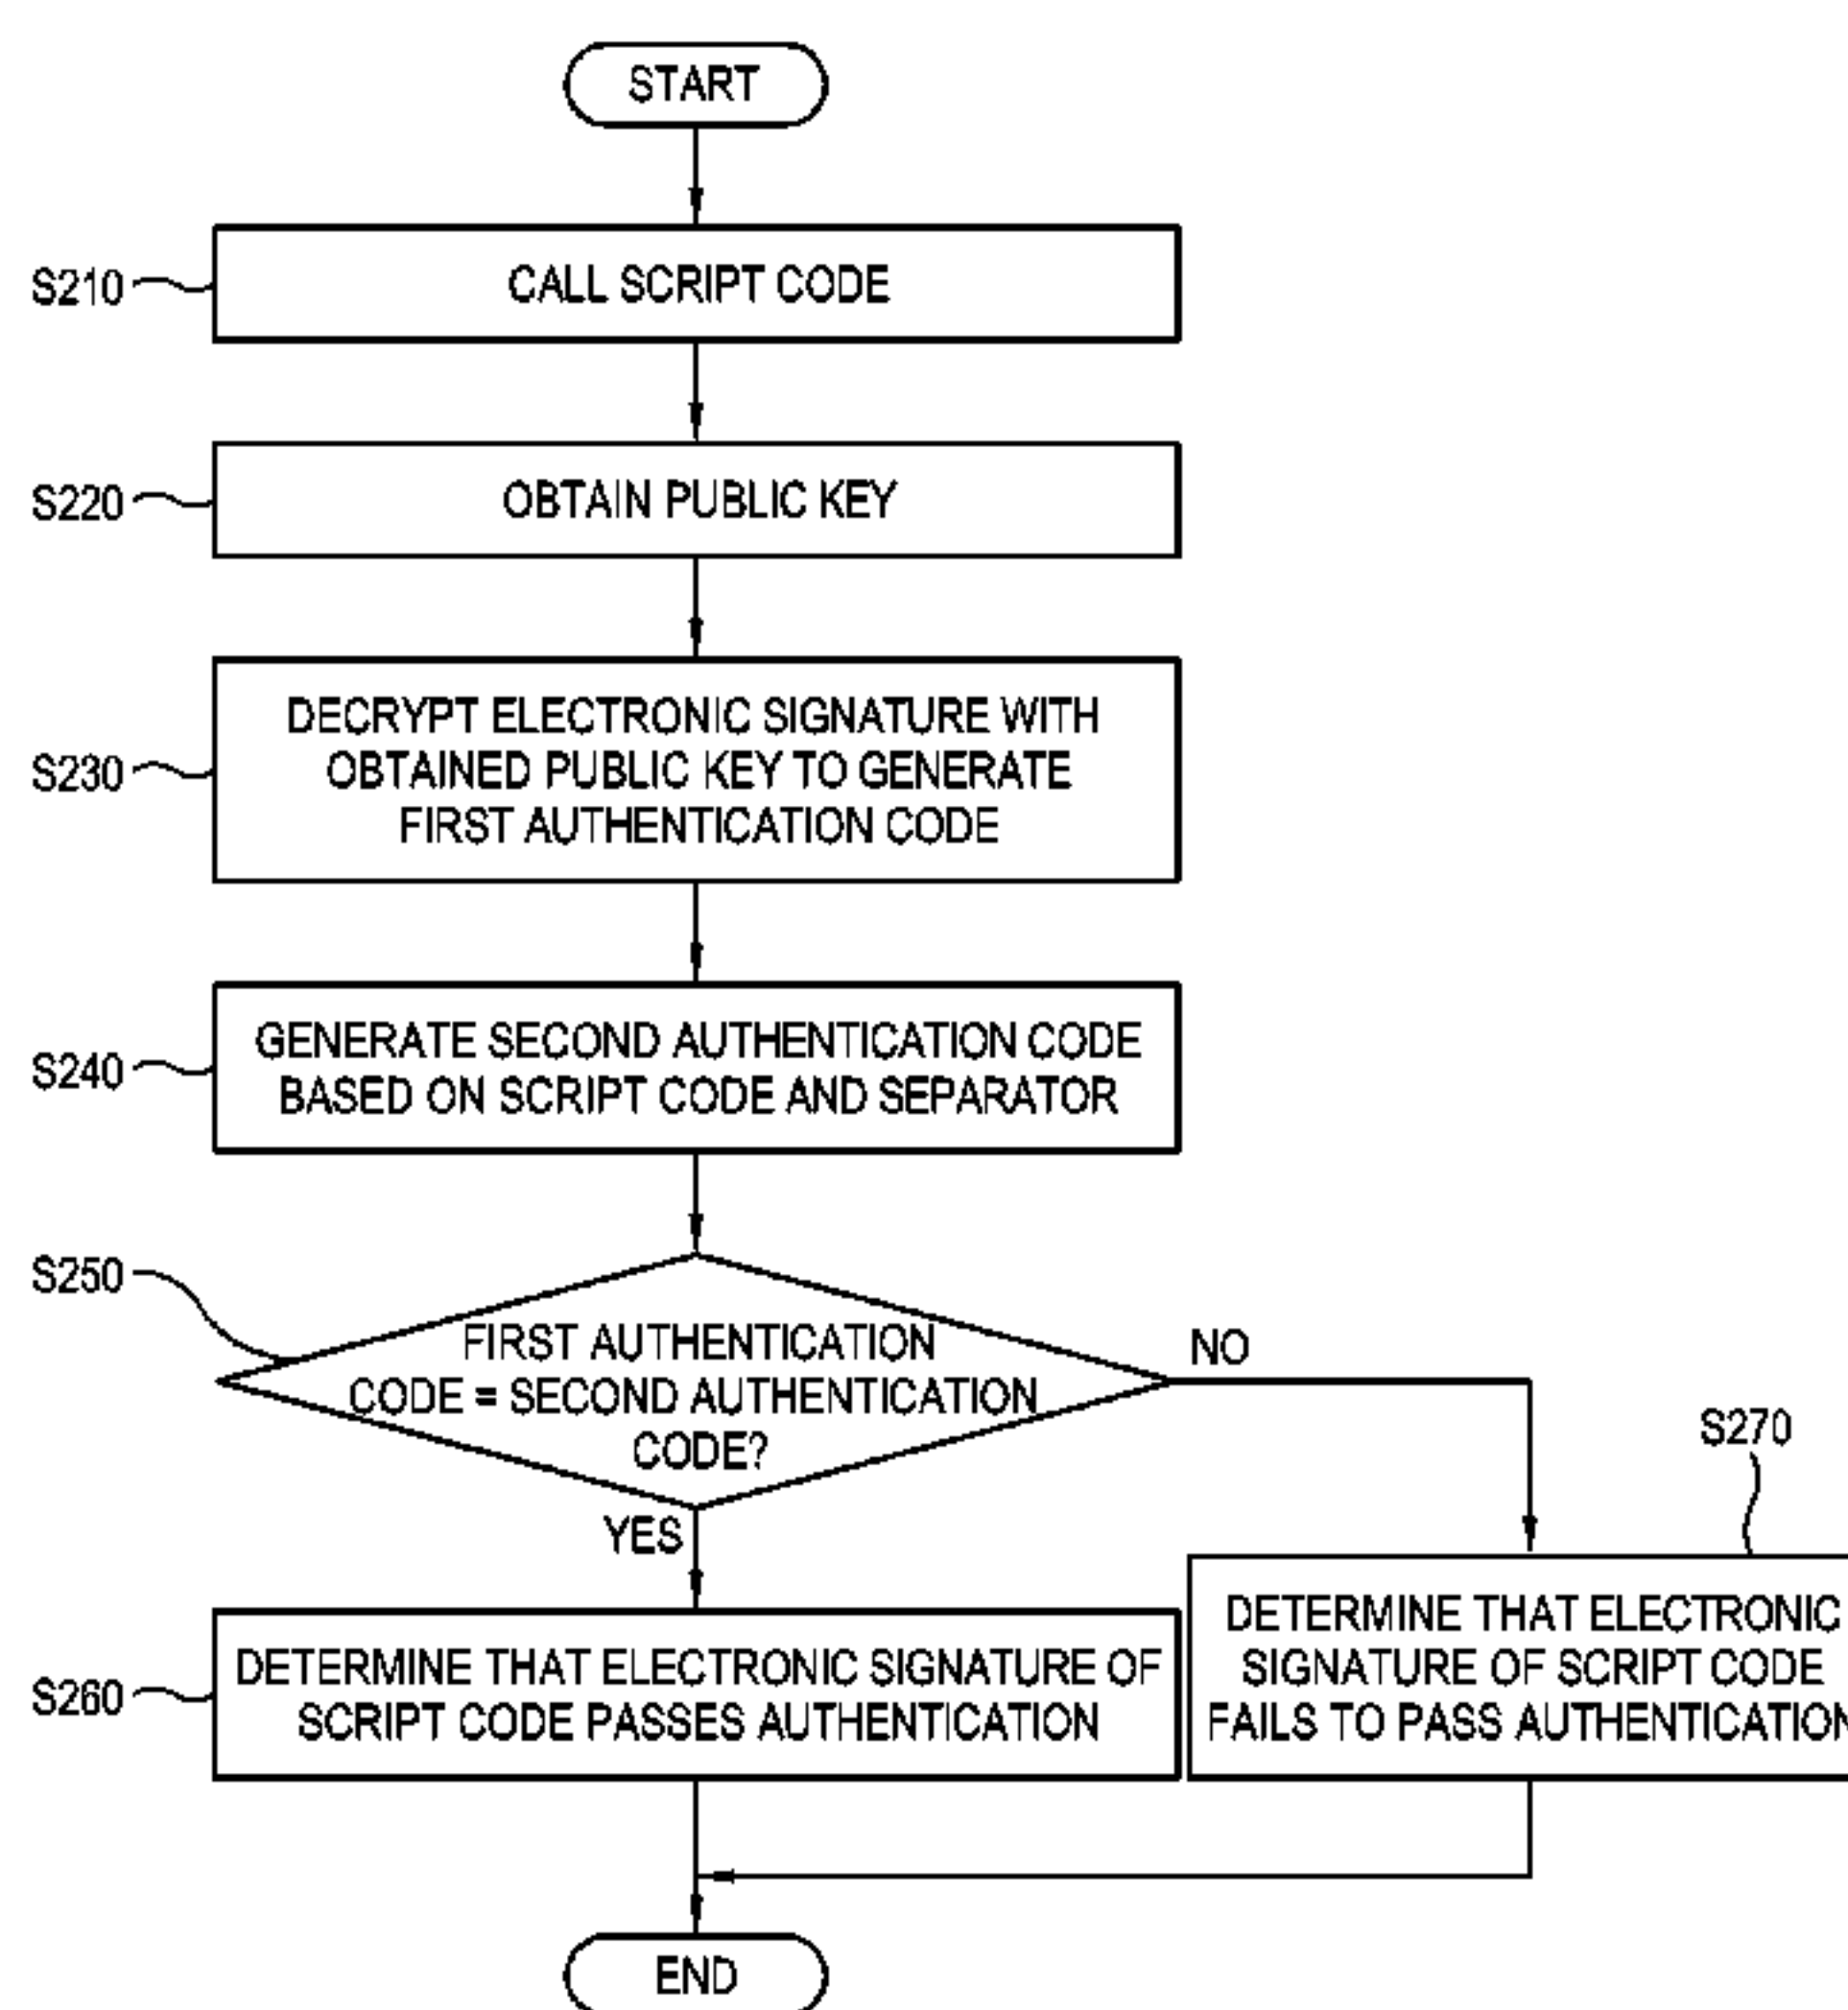 START
S210
CALL SCRIPT CODE
S220
OBTAIN PUBLIC KEY
S230
DECRYPT ELECTRONIC SIGNATURE WITH
OBTAINED PUBLIC KEY TO GENERATE
FIRST AUTHENTICATION CODE
S240
GENERATE SECOND AUTHENTICATION CODE
BASED ON SCRIPT CODE AND SEPARATOR
S250
FIRST AUTHENTICATION
CODE = SECOND AUTHENTICATION
CODE?
NO
YES
S270
DETERMINE THAT ELECTRONIC
SIGNATURE OF SCRIPT CODE
FAILS TO PASS AUTHENTICATION
S260
DETERMINE THAT ELECTRONIC SIGNATURE OF
SCRIPT CODE PASSES AUTHENTICATION
END